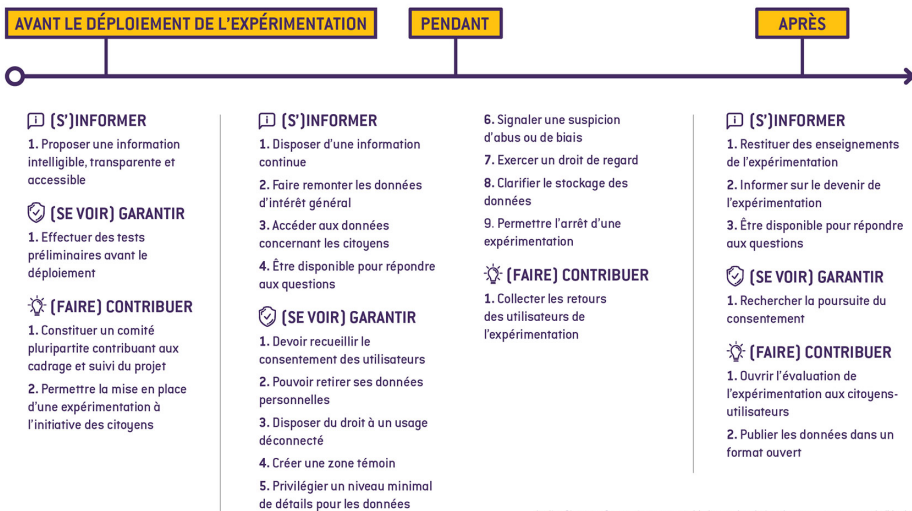 AVANT LE DÉPLOIEMENT DE L'EXPÉRIMENTATION
PENDANT
APRÈS
(S')INFORMER
1. Proposer une information
intelligible, transparente et
accessible
(SE VOIR) GARANTIR
1. Effectuer des tests
préliminaires avant le
déploiement
(FAIRE) CONTRIBUER
1. Constituer un comité
pluripartite contribuant aux
cadrage et suivi du projet
2. Permettre la mise en place
d'une expérimentation à
l'initiative des citoyens
(S')INFORMER
1. Disposer d'une information
continue
2. Faire remonter les données
d'intérêt général
3. Accéder aux données
concernant les citoyens
4. Être disponible pour répondre
aux questions
(SE VOIR) GARANTIR
1. Devoir recueillir le
consentement des utilisateurs
2. Pouvoir retirer ses données
personnelles
3. Disposer du droit à un usage
déconnecté
4. Créer une zone témoin
5. Privilégier un niveau minimal
de détails pour les données
6. Signaler une suspicion
d'abus ou de biais
7. Exercer un droit de regard
8. Clarifier le stockage des
données
9. Permettre l'arrêt d'une
expérimentation
(FAIRE) CONTRIBUER
1. Collecter les retours
des utilisateurs de
l'expérimentation
(S')INFORMER
1. Restituer des enseignements
de l'expérimentation
2. Informer sur le devenir de
l'expérimentation
3. Être disponible pour répondre
aux questions
(SE VOIR) GARANTIR
1. Rechercher la poursuite du
consentement
(FAIRE) CONTRIBUER
1. Ouvrir l'évaluation de
l'expérimentation aux citoyens-
utilisateurs
2. Publier les données dans un
format ouvert